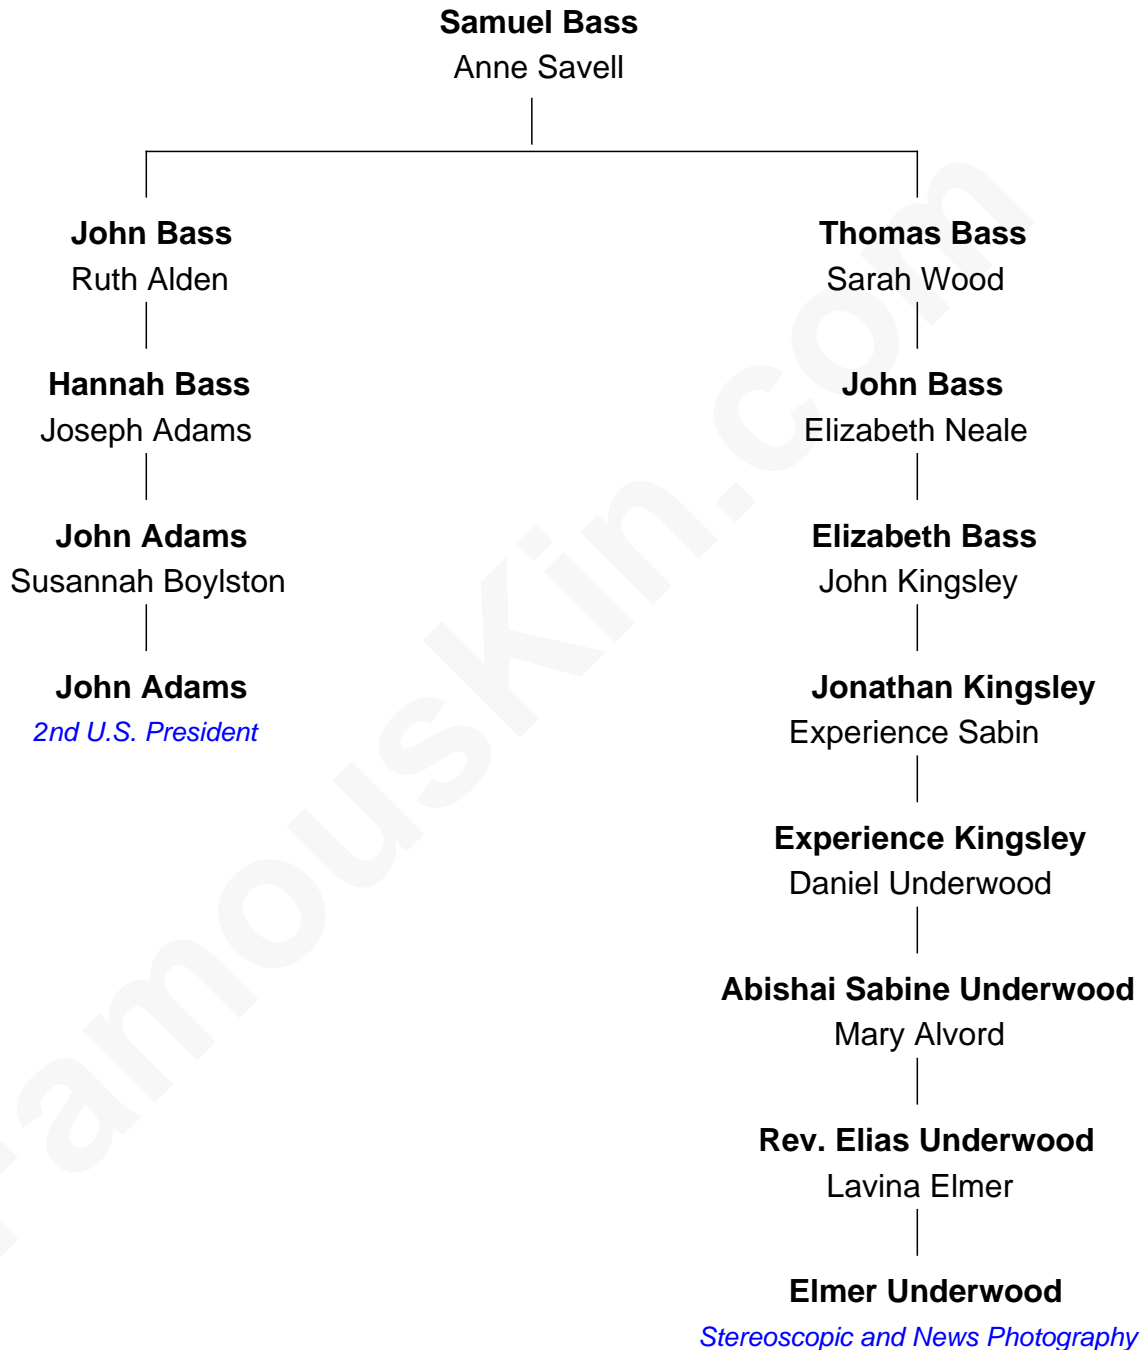 Samuel Bass
Anne Savell
John Bass
Ruth Alden
Hannah Bass
Joseph Adams
John Adams
Susannah Boylston
John Adams
2nd U.S. President
Thomas Bass
Sarah Wood
John Bass
Elizabeth Neale
Elizabeth Bass
John Kingsley
Jonathan Kingsley
Experience Sabin
Experience Kingsley
Daniel Underwood
Abishai Sabine Underwood
Mary Alvord
Rev. Elias Underwood
Lavina Elmer
Elmer Underwood
Stereoscopic and News Photography
FamousKin.com